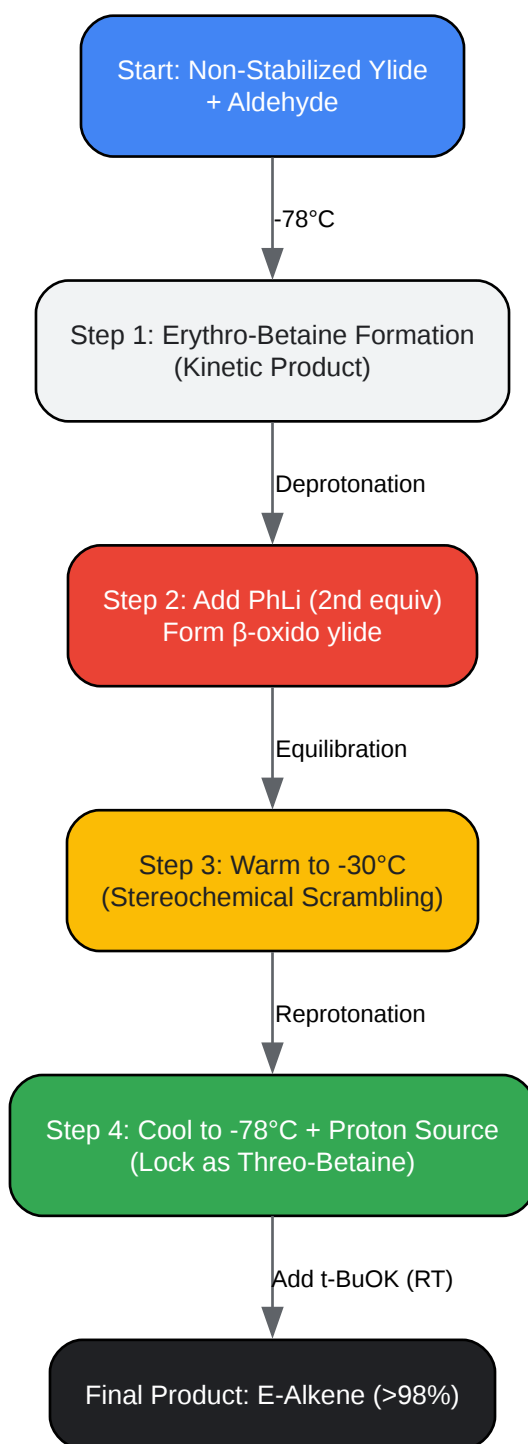 Start: Non-Stabilized Ylide
+ Aldehyde
-78°C
Step 1: Erythro-Betaine Formation
(Kinetic Product)
Deprotonation
Step 2: Add PhLi (2nd equiv)
Form β-oxido ylide
Equilibration
Step 3: Warm to -30°C
(Stereochemical Scrambling)
Reprotonation
Step 4: Cool to -78°C + Proton Source
(Lock as Threo-Betaine)
Add t-BuOK (RT)
Final Product: E-Alkene (>98%)